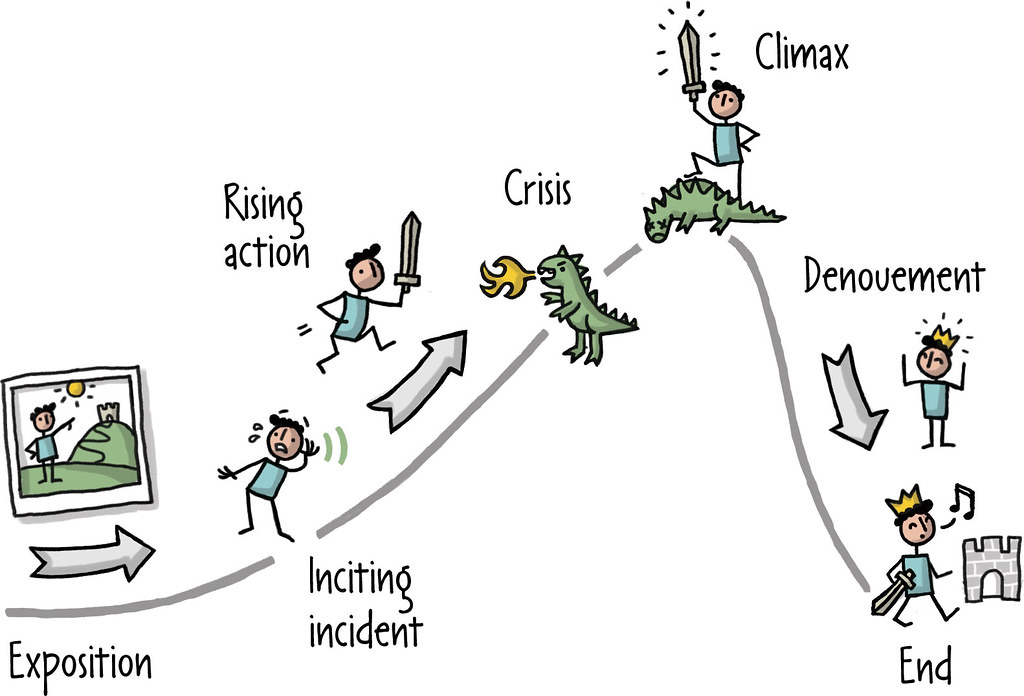 Exposition
Inciting
incident
Rising
action
Crisis
Climax
Denouement
End